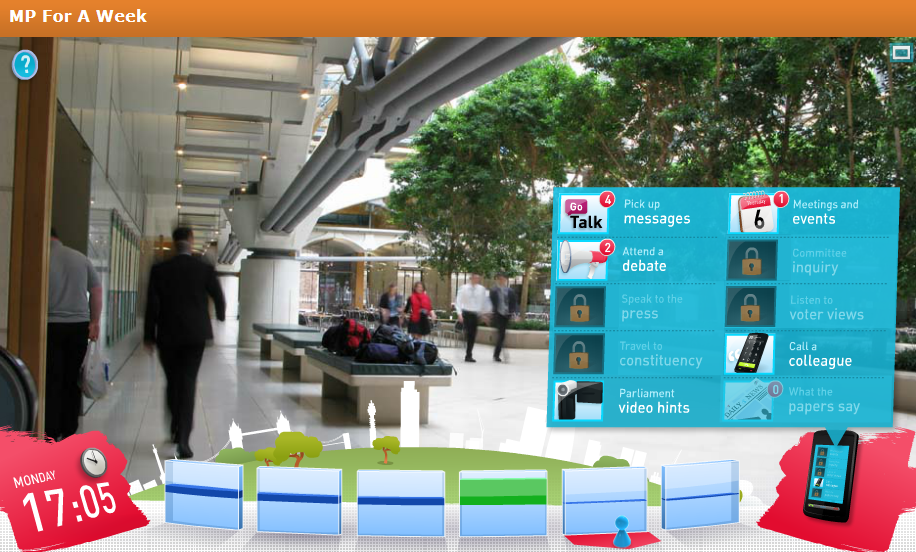 MP For A Week
?
Go
Talk
4
Pick up
messages
6
1
Meetings and
events
2
Attend a
debate
Committee
inquiry
Speak to the
press
Listen to
voter views
Travel to
constituency
Call a
colleague
Parliament
video hints
DAILY NEWS
0
What the
papers say
MONDAY
17:05